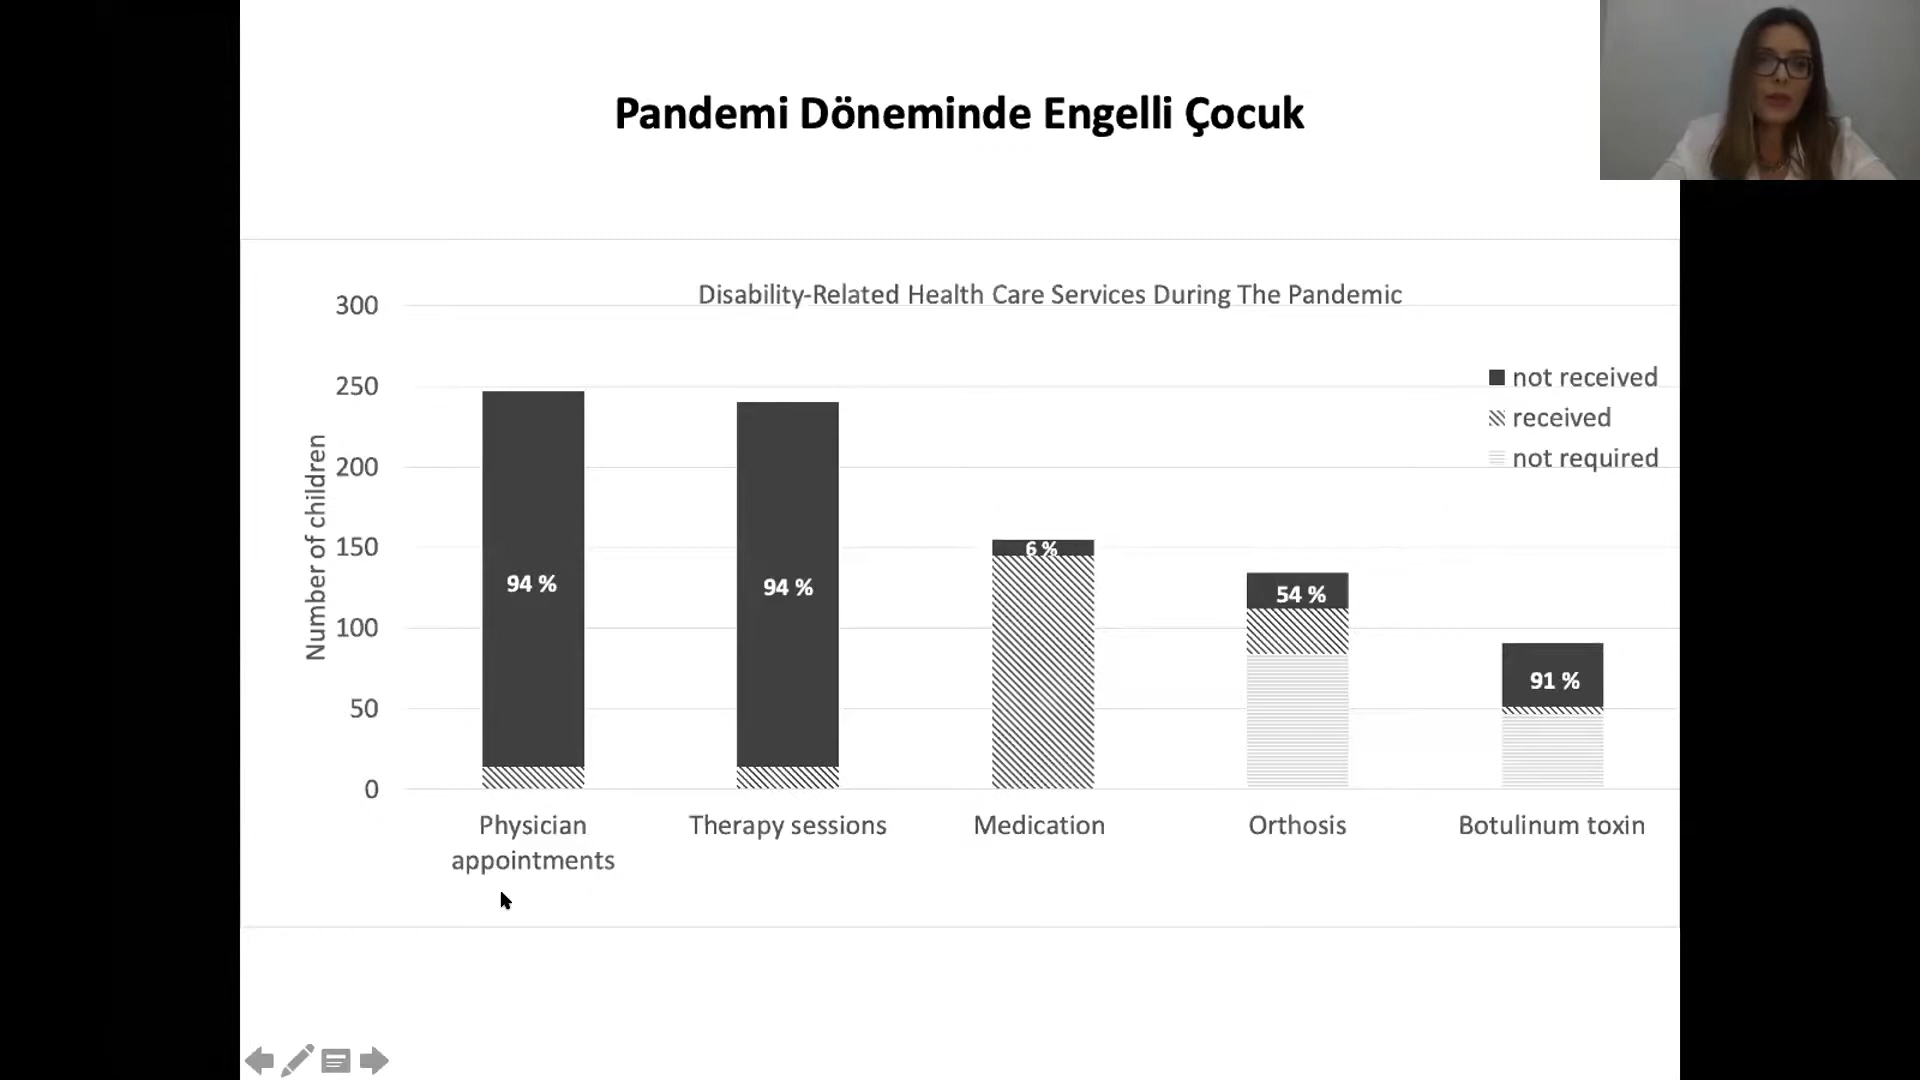 Pandemi Döneminde Engelli Çocuk
Disability-Related Health Care Services During The Pandemic
Number of children
300
250
200
150
100
50
0
not received
received
not required
94 %
94 %
6 %
54 %
91 %
Physician
appointments
Therapy sessions
Medication
Orthosis
Botulinum toxin